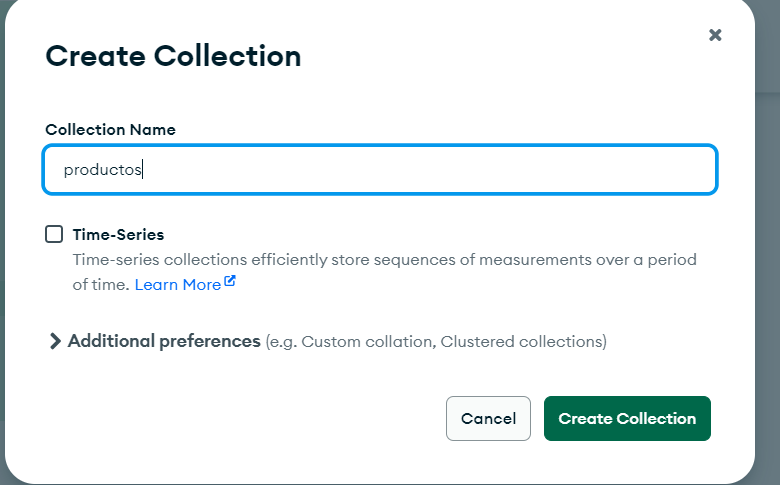 Create Collection
Collection Name
productos
Time-Series
Time-series collections efficiently store sequences of measurements over a period
of time. Learn More
Additional preferences (e.g. Custom collation, Clustered collections)
Cancel
Create Collection